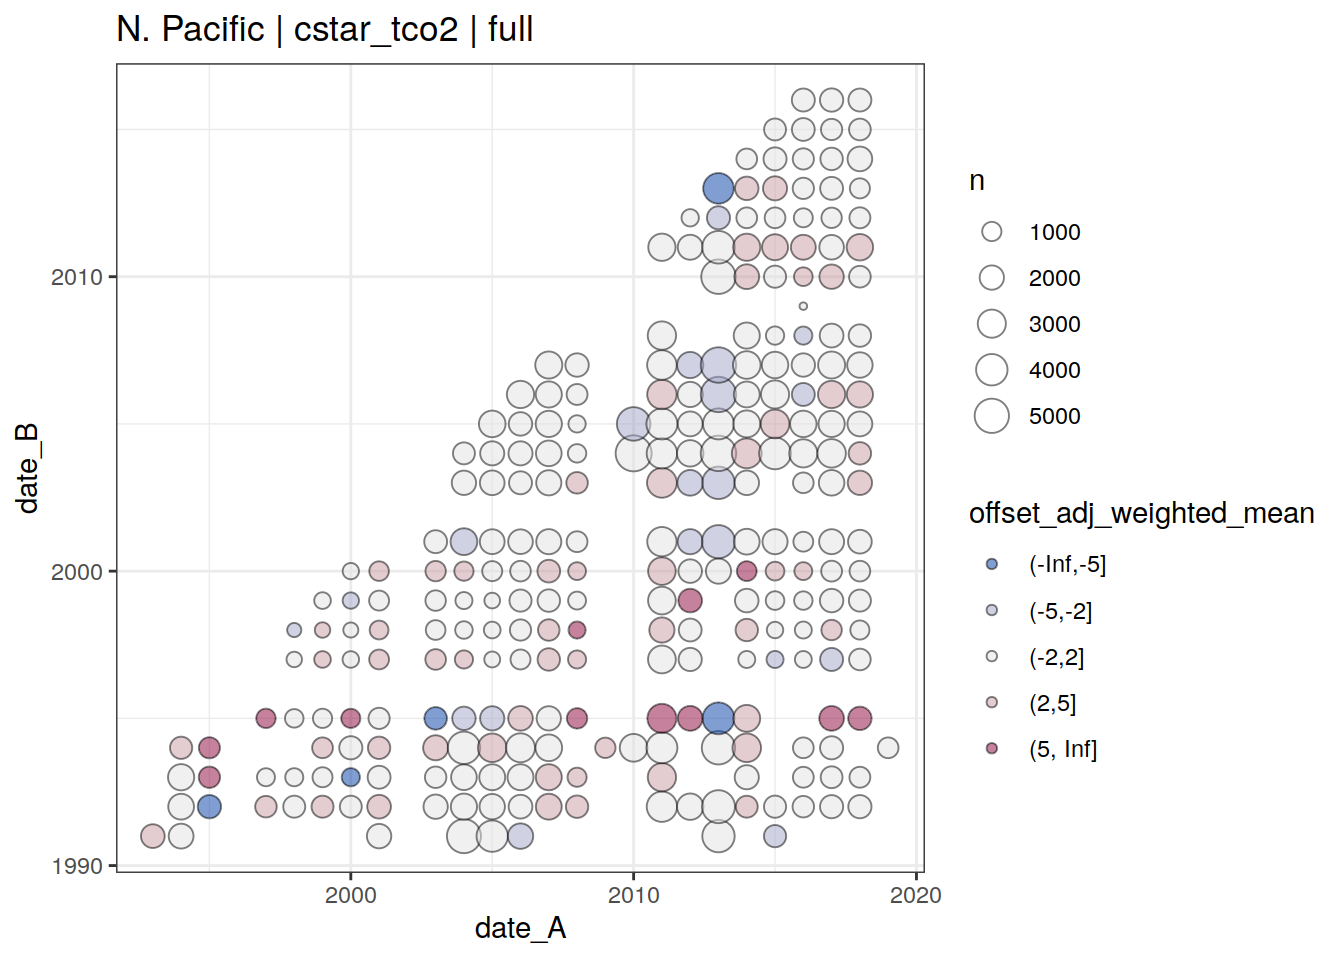 N. Pacific | cstar_tco2 | full
date_B
2010
2000
1990
2000
2010
2020
date_A
n
1000
2000
3000
4000
5000
offset_adj_weighted_mean
(-Inf,-5]
(-5,-2]
(-2,2]
(2,5]
(5, Inf]